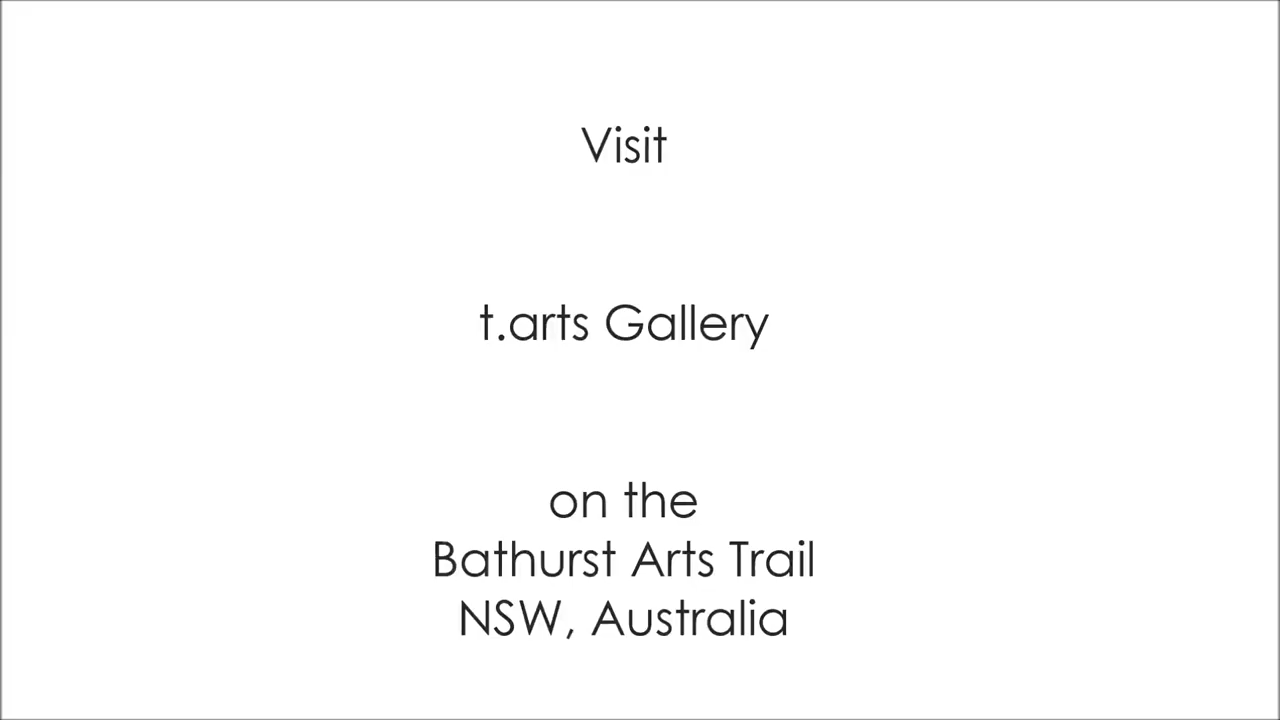 Visit
t.arts Gallery
on the
Bathurst Arts Trail
NSW, Australia